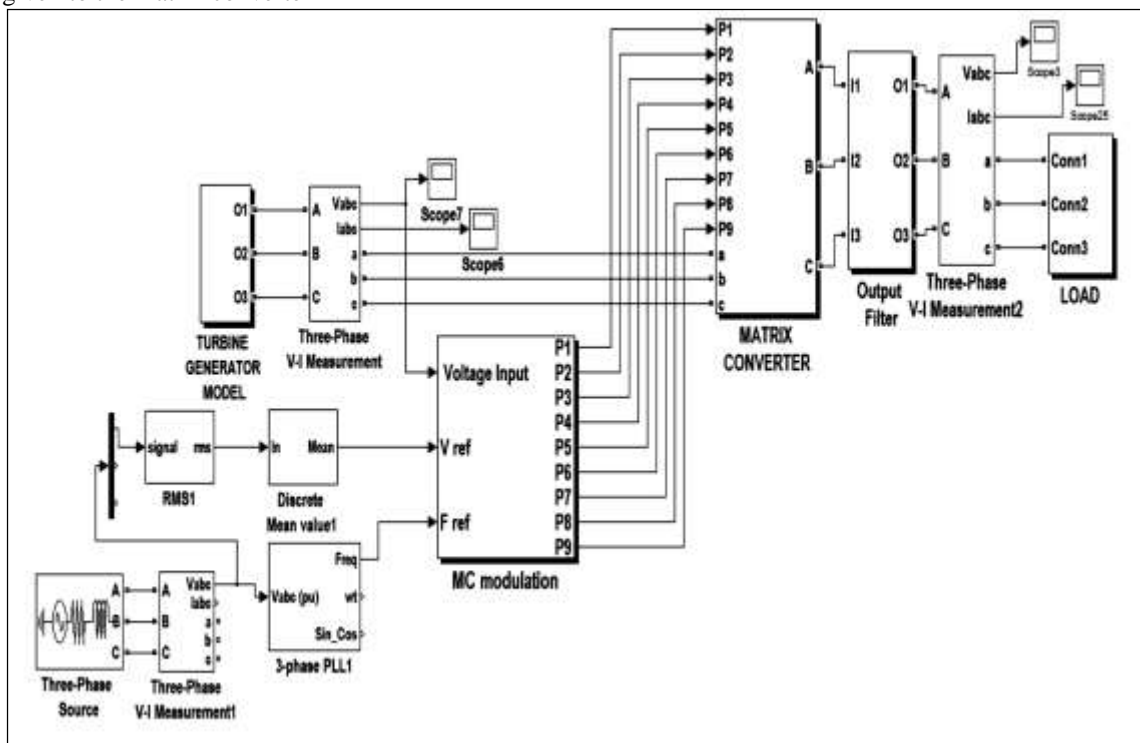 P1
P2
P3
P4
P5
P6
P7
P8
P9
a
b
c
A
B
C
MATRIX
CONVERTER
I1
I2
I3
O1
O2
O3
Output
Filter
A
B
C
Vabc
Iabc
a
b
c
Three-Phase
V-I Measurement2
Scope3
Scope25
Conn1
Conn2
Conn3
LOAD
O1
O2
O3
TURBINE
GENERATOR
MODEL
A
B
C
Vabc
Iabc
a
b
c
Three-Phase
V-I Measurement
Scope7
Scope6
Voltage Input
V ref
F ref
P1
P2
P3
P4
P5
P6
P7
P8
P9
MC modulation
signal
rms
RMS1
In
Mean
Discrete
Mean value1
Vabc (pu)
Freq
wt
Sin_Cos
3-phase PLL1
A
B
C
Three-Phase
Source
A
B
C
Vabc
Iabc
a
b
c
Three-Phase
V-I Measurement1